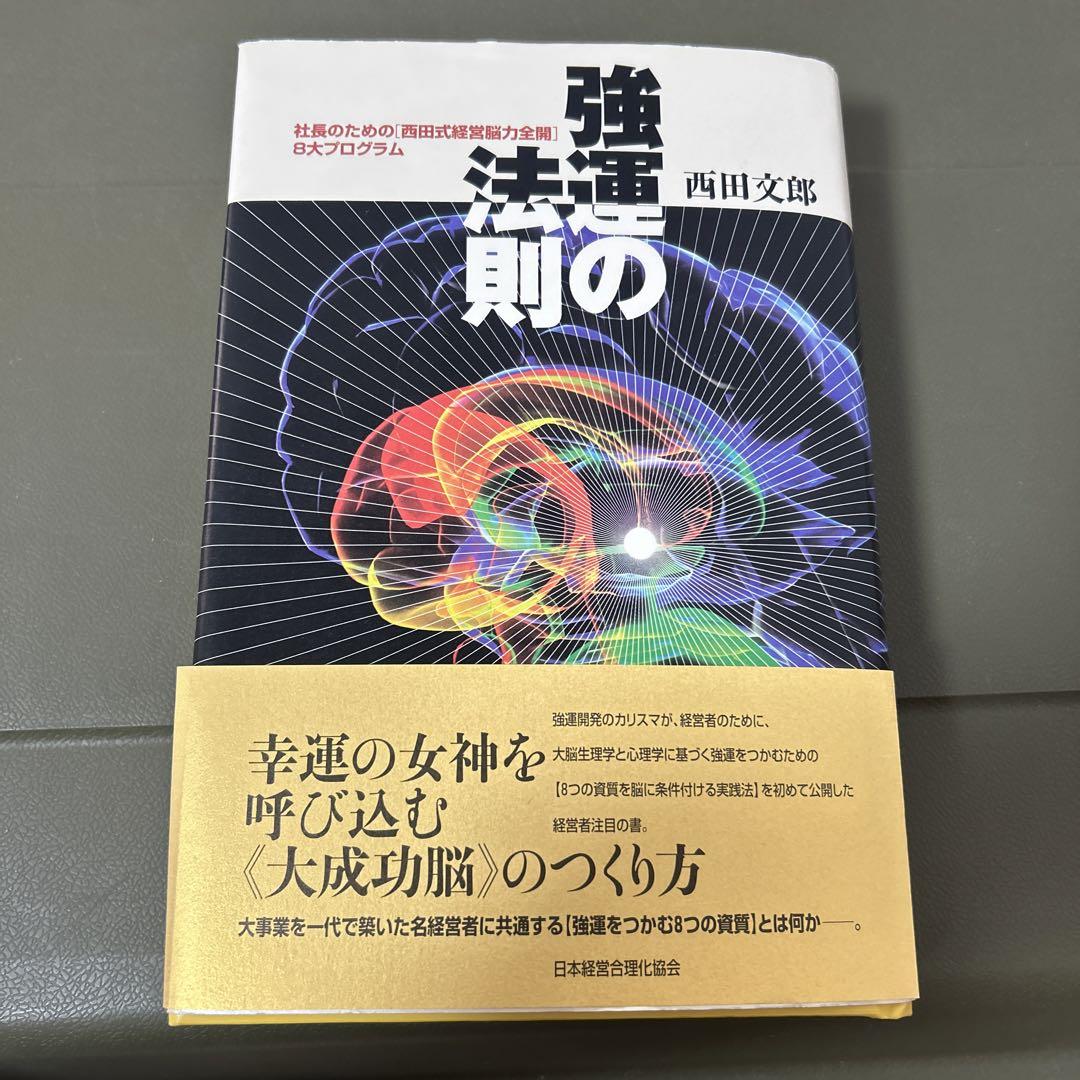 強運の
法則
社長のための[西田式経営脳力全開]
8大プログラム
西田文郎
幸運の女神を
呼び込む
《大成功脳》のつくり方
強運開発のカリスマが、経営者のために、
大脳生理学と心理学に基づく強運をつかむための
【8つの資質を脳に条件付ける実践法】を初めて公開した
経営者注目の書。
大事業を一代で築いた名経営者に共通する【強運をつかむ8つの資質】とは何か──。
日本経営合理化協会